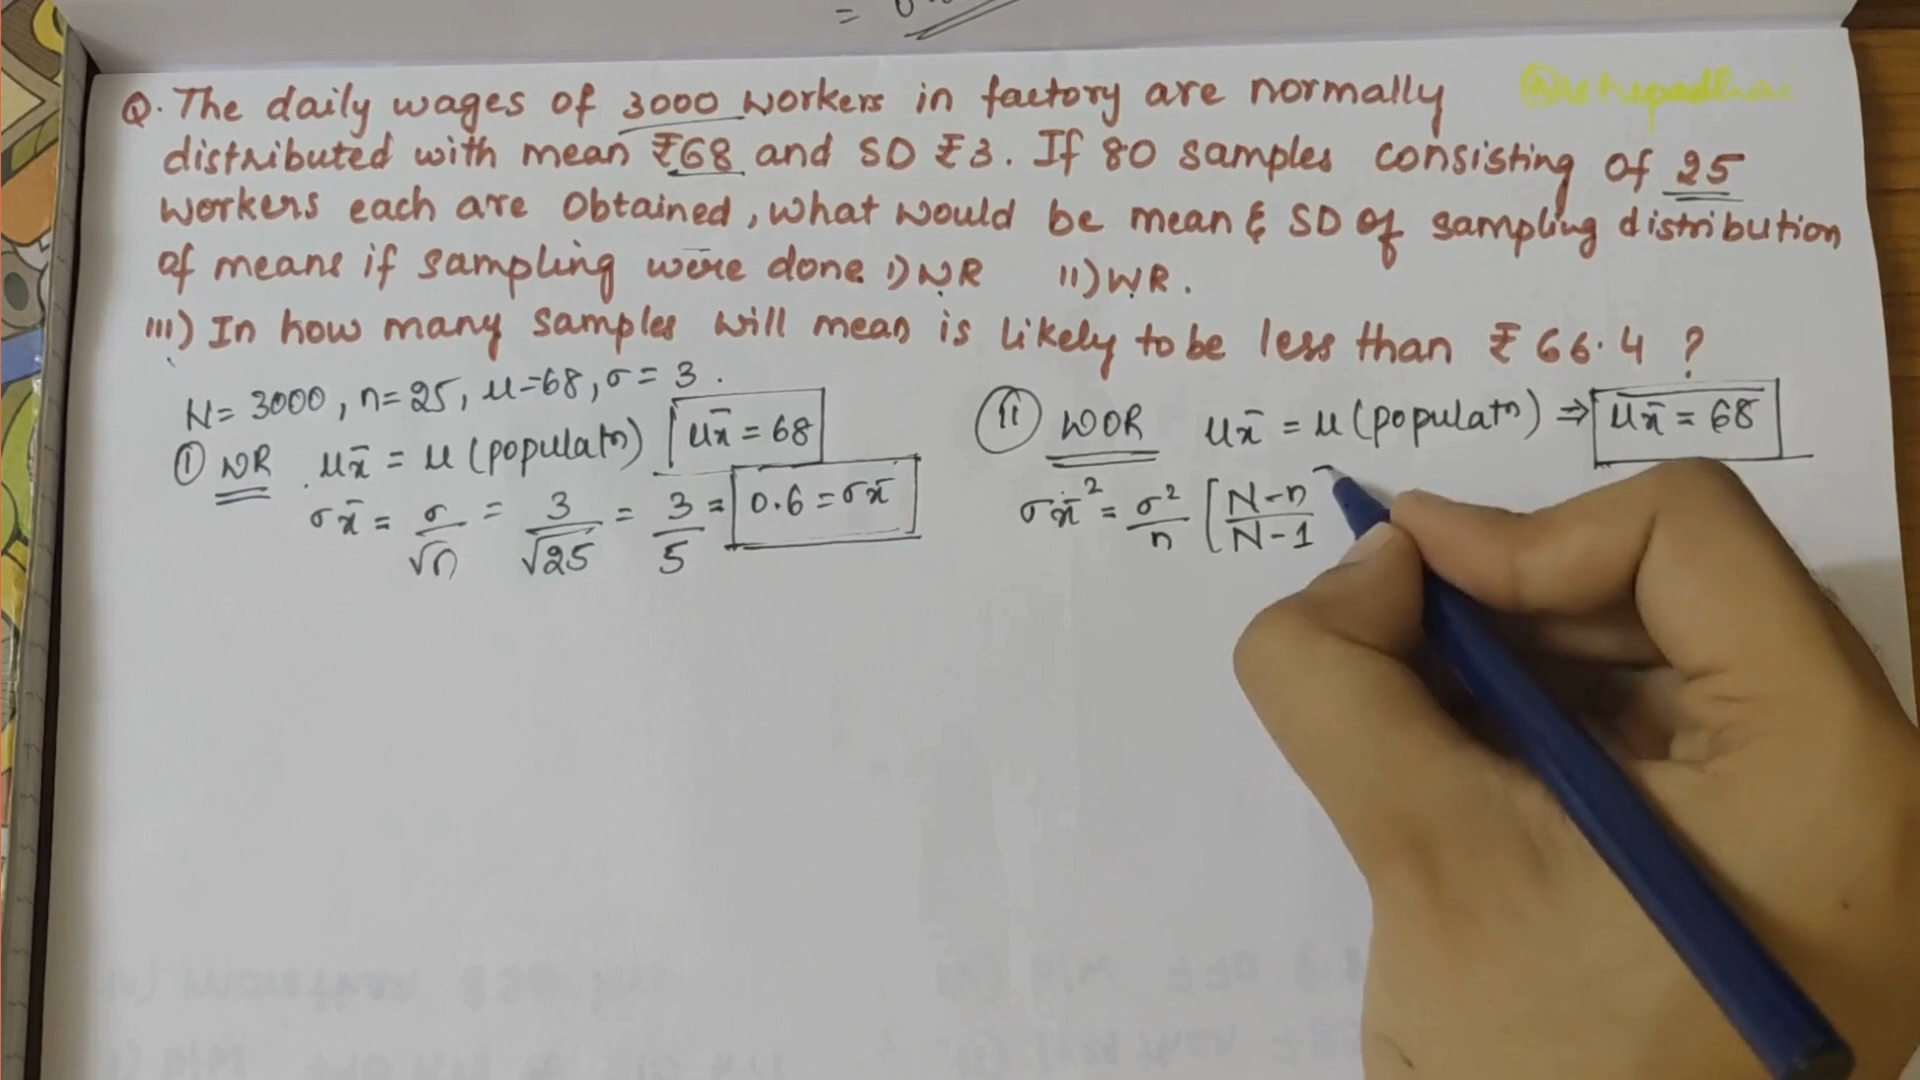 = 0.
Q. The daily wages of 3000 workers in factory are normally
distributed with mean ₹68 and SD ₹3. If 80 samples consisting of 25
workers each are Obtained, what would be mean & SD of sampling distribution
of means if sampling were done i) WR ii) WR.
iii) In how many samples will mean is likely to be less than ₹ 66.4 ?
N = 3000, n = 25, μ = 68, σ = 3.
① WR μx̄ = μ (populatn) μx̄ = 68
σx̄ = σ/√n = 3/√25 = 3/5 = 0.6 = σx̄
ⓘⓘ WOR μx̄ = μ (populatn) ⇒ μx̄ = 68
σx̄² = σ²/n [N-n/N-1